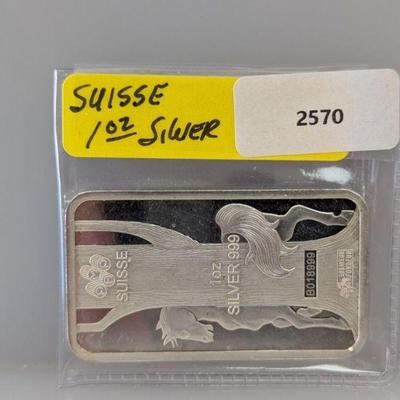 SUISSE
1oz SILVER
2570
SUISSE
1oz
SILVER 999
B018999